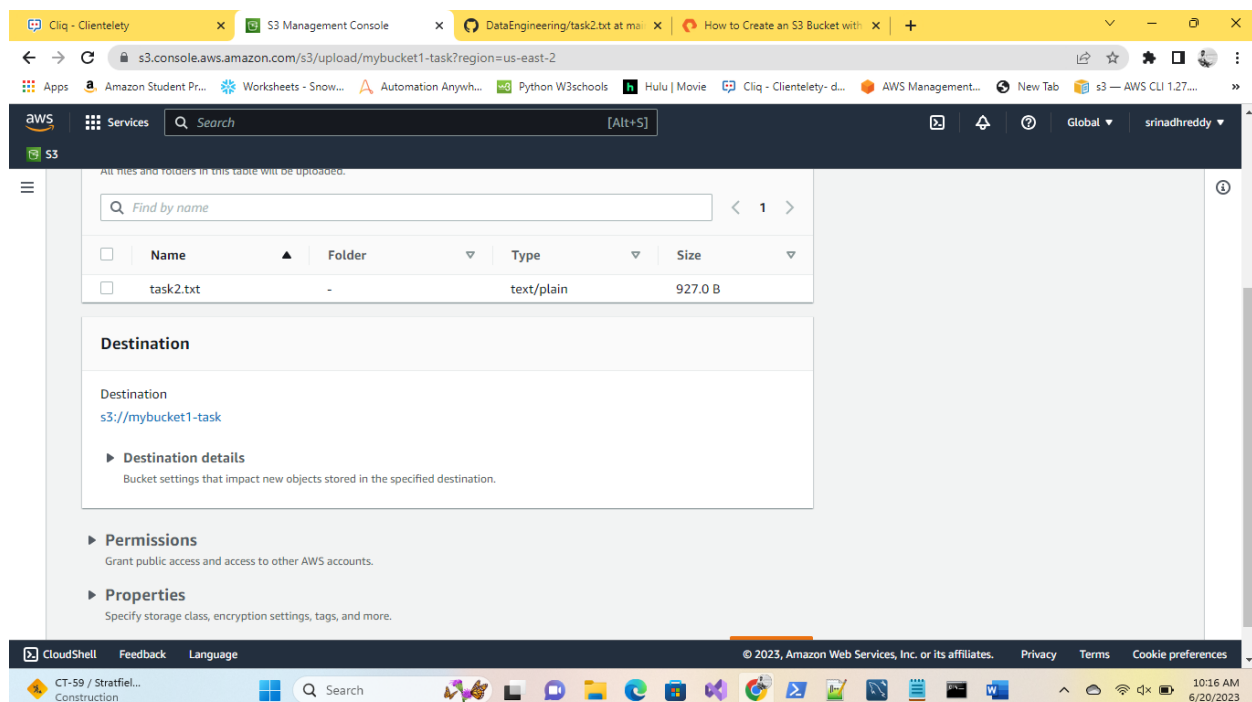 Cliq - Clientelety
S3 Management Console
DataEngineering/task2.txt at mai
How to Create an S3 Bucket with
s3.console.aws.amazon.com/s3/upload/mybucket1-task?region=us-east-2
Apps
Amazon Student Pr...
Worksheets - Snow...
Automation Anywh...
Python W3schools
Hulu | Movie
Cliq - Clientelety- d...
AWS Management...
New Tab
s3 — AWS CLI 1.27....
»
aws
Services
Search
[Alt+S]
Global
srinadhreddy
S3
All files and folders in this table will be uploaded.
Find by name
1
Name Folder Type Size
task2.txt - text/plain 927.0 B
Destination
Destination
s3://mybucket1-task
Destination details
Bucket settings that impact new objects stored in the specified destination.
Permissions
Grant public access and access to other AWS accounts.
Properties
Specify storage class, encryption settings, tags, and more.
CloudShell Feedback Language © 2023, Amazon Web Services, Inc. or its affiliates. Privacy Terms Cookie preferences
CT-59 / Stratfiel...
Construction
Search
10:16 AM
6/20/2023